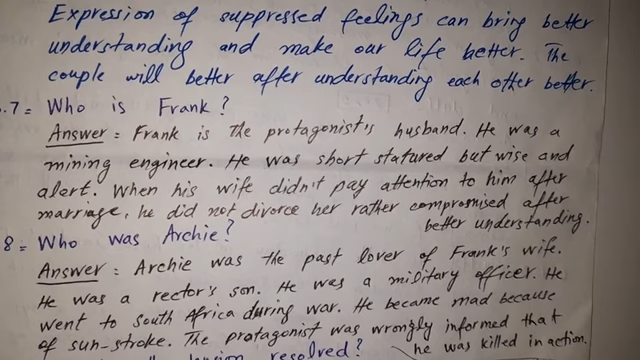 Expression of suppressed feelings can bring better
understanding and make our life better. The
couple will better after understanding each other better.
.7= Who is Frank?
Answer = Frank is the protagonist's husband. He was a
mining engineer. He was short statured but wise and
alert. When his wife didn't pay attention to him after
marriage, he did not divorce her rather compromised after
better understanding.
8= Who was Archie?
Answer: Archie was the past lover of Frank's wife.
He was a rector's son. He was a military officer. He
went to South Africa during war. He became mad because
of sun-stroke. The protagonist was wrongly informed that
he was killed in action.
resolved?